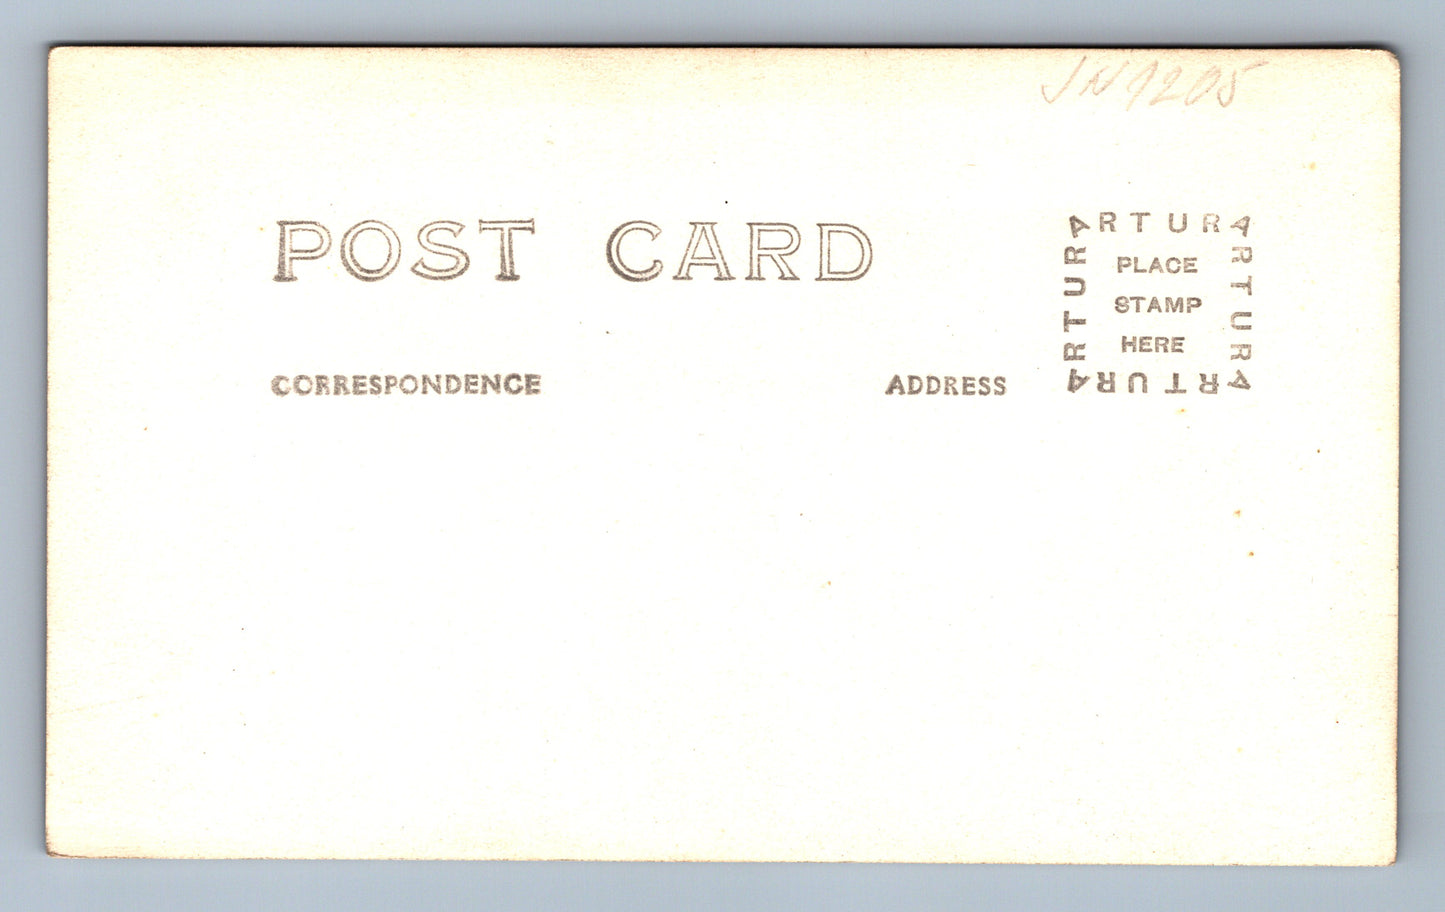 JN1205
POST CARD
ARTURA
ARTURA
ARTURA
ARTURA
PLACE
STAMP
HERE
CORRESPONDENCE
ADDRESS